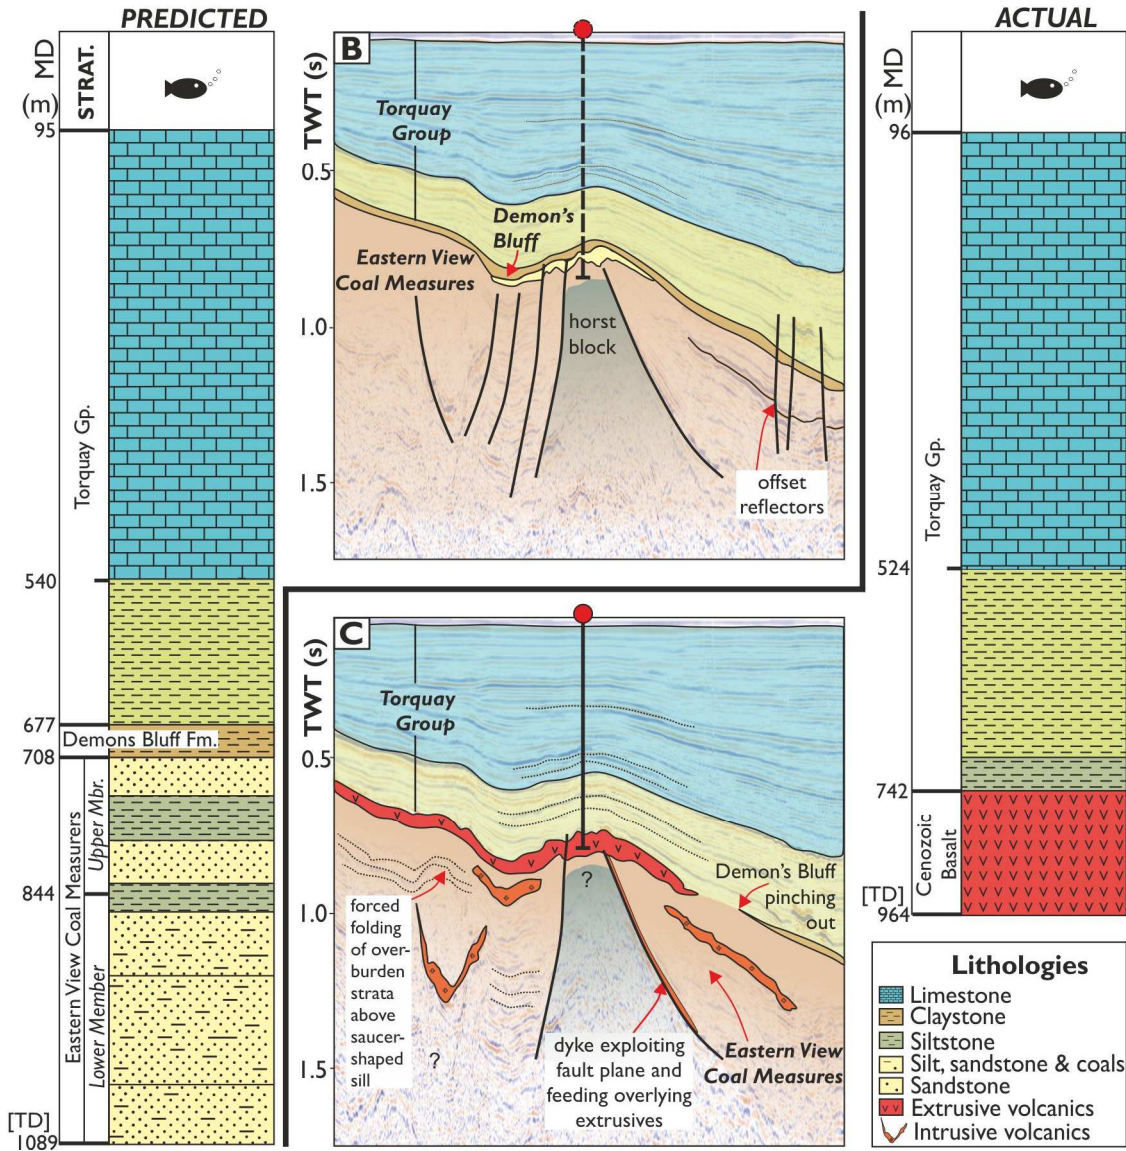 PREDICTED
MD
(m)
STRAT.
95
Torquay Gp.
540
677
Demons Bluff Fm.
708
Eastern View Coal Measurers
Upper Mbr.
844
Lower Member
[TD]
1089
B
TWT (s)
0.5
1.0
1.5
Torquay
Group
Demon's
Bluff
Eastern View
Coal Measures
horst
block
offset
reflectors
C
TWT (s)
0.5
1.0
1.5
Torquay
Group
?
Demon's Bluff
pinching
out
forced
folding
of over-
burden
strata
above
saucer-
shaped
sill
?
dyke exploiting
fault plane and
feeding overlying
extrusives
Eastern View
Coal Measures
ACTUAL
MD
(m)
96
Torquay Gp.
524
742
Cenozoic
Basalt
[TD]
964
Lithologies
Limestone
Claystone
Siltstone
Silt, sandstone & coals
Sandstone
Extrusive volcanics
Intrusive volcanics